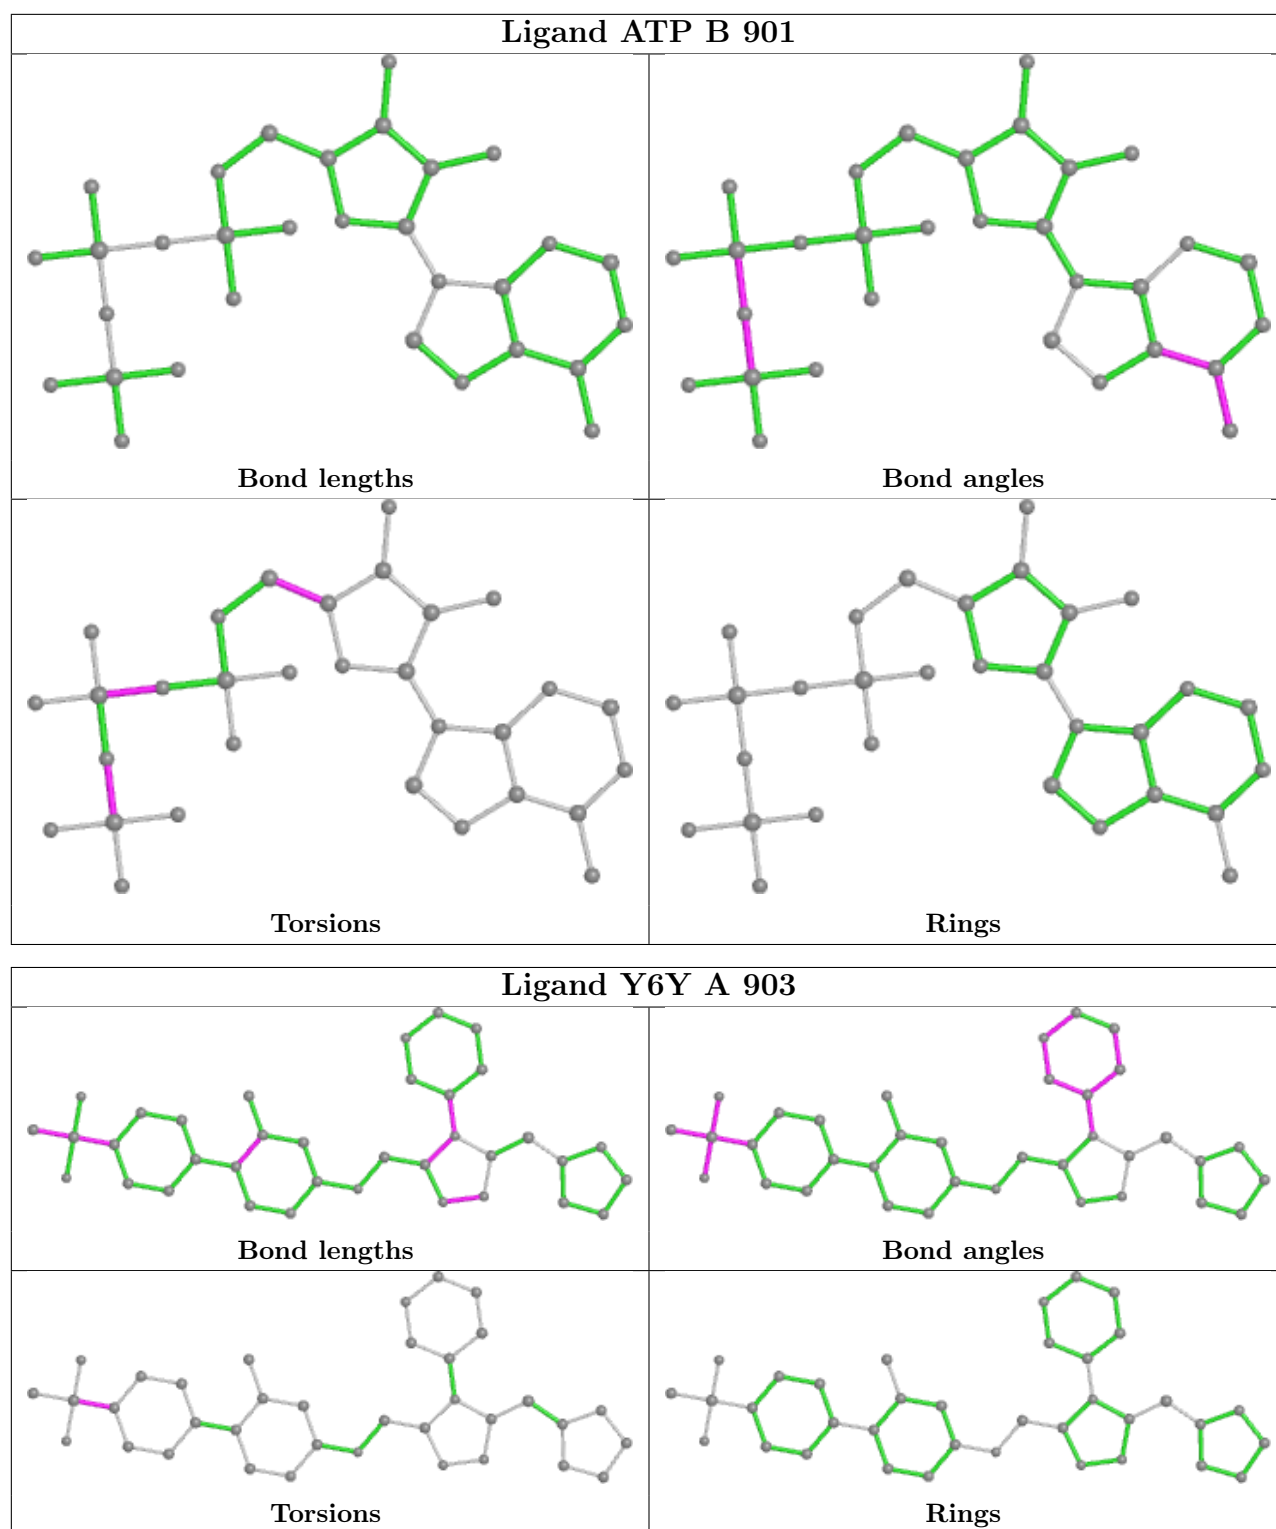 Ligand ATP B 901
Bond lengths
Bond angles
Torsions
Rings
Ligand Y6Y A 903
Bond lengths
Bond angles
Torsions
Rings